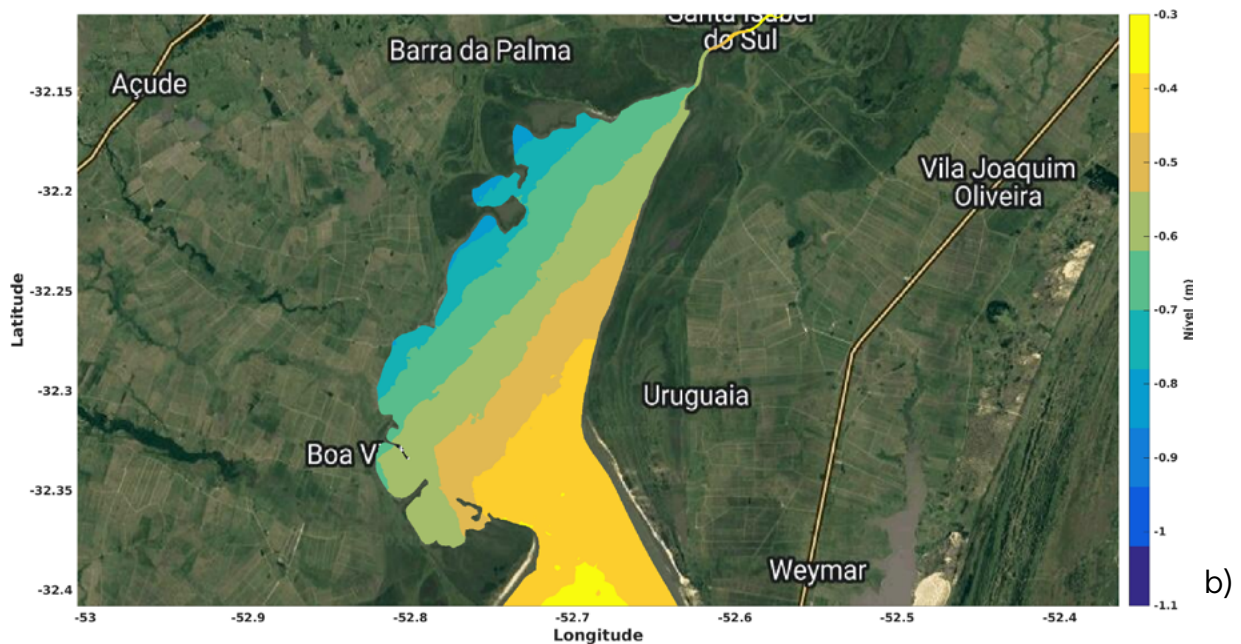 Santa Isabel
do Sul
Barra da Palma
Açude
Vila Joaquim
Oliveira
Uruguaia
Boa V
Weymar
-32.15
-32.2
-32.25
-32.3
-32.35
-32.4
Latitude
-53
-52.9
-52.8
-52.7
-52.6
-52.5
-52.4
Longitude
-0.3
-0.4
-0.5
-0.6
-0.7
-0.8
-0.9
-1
-1.1
Nível (m)
b)